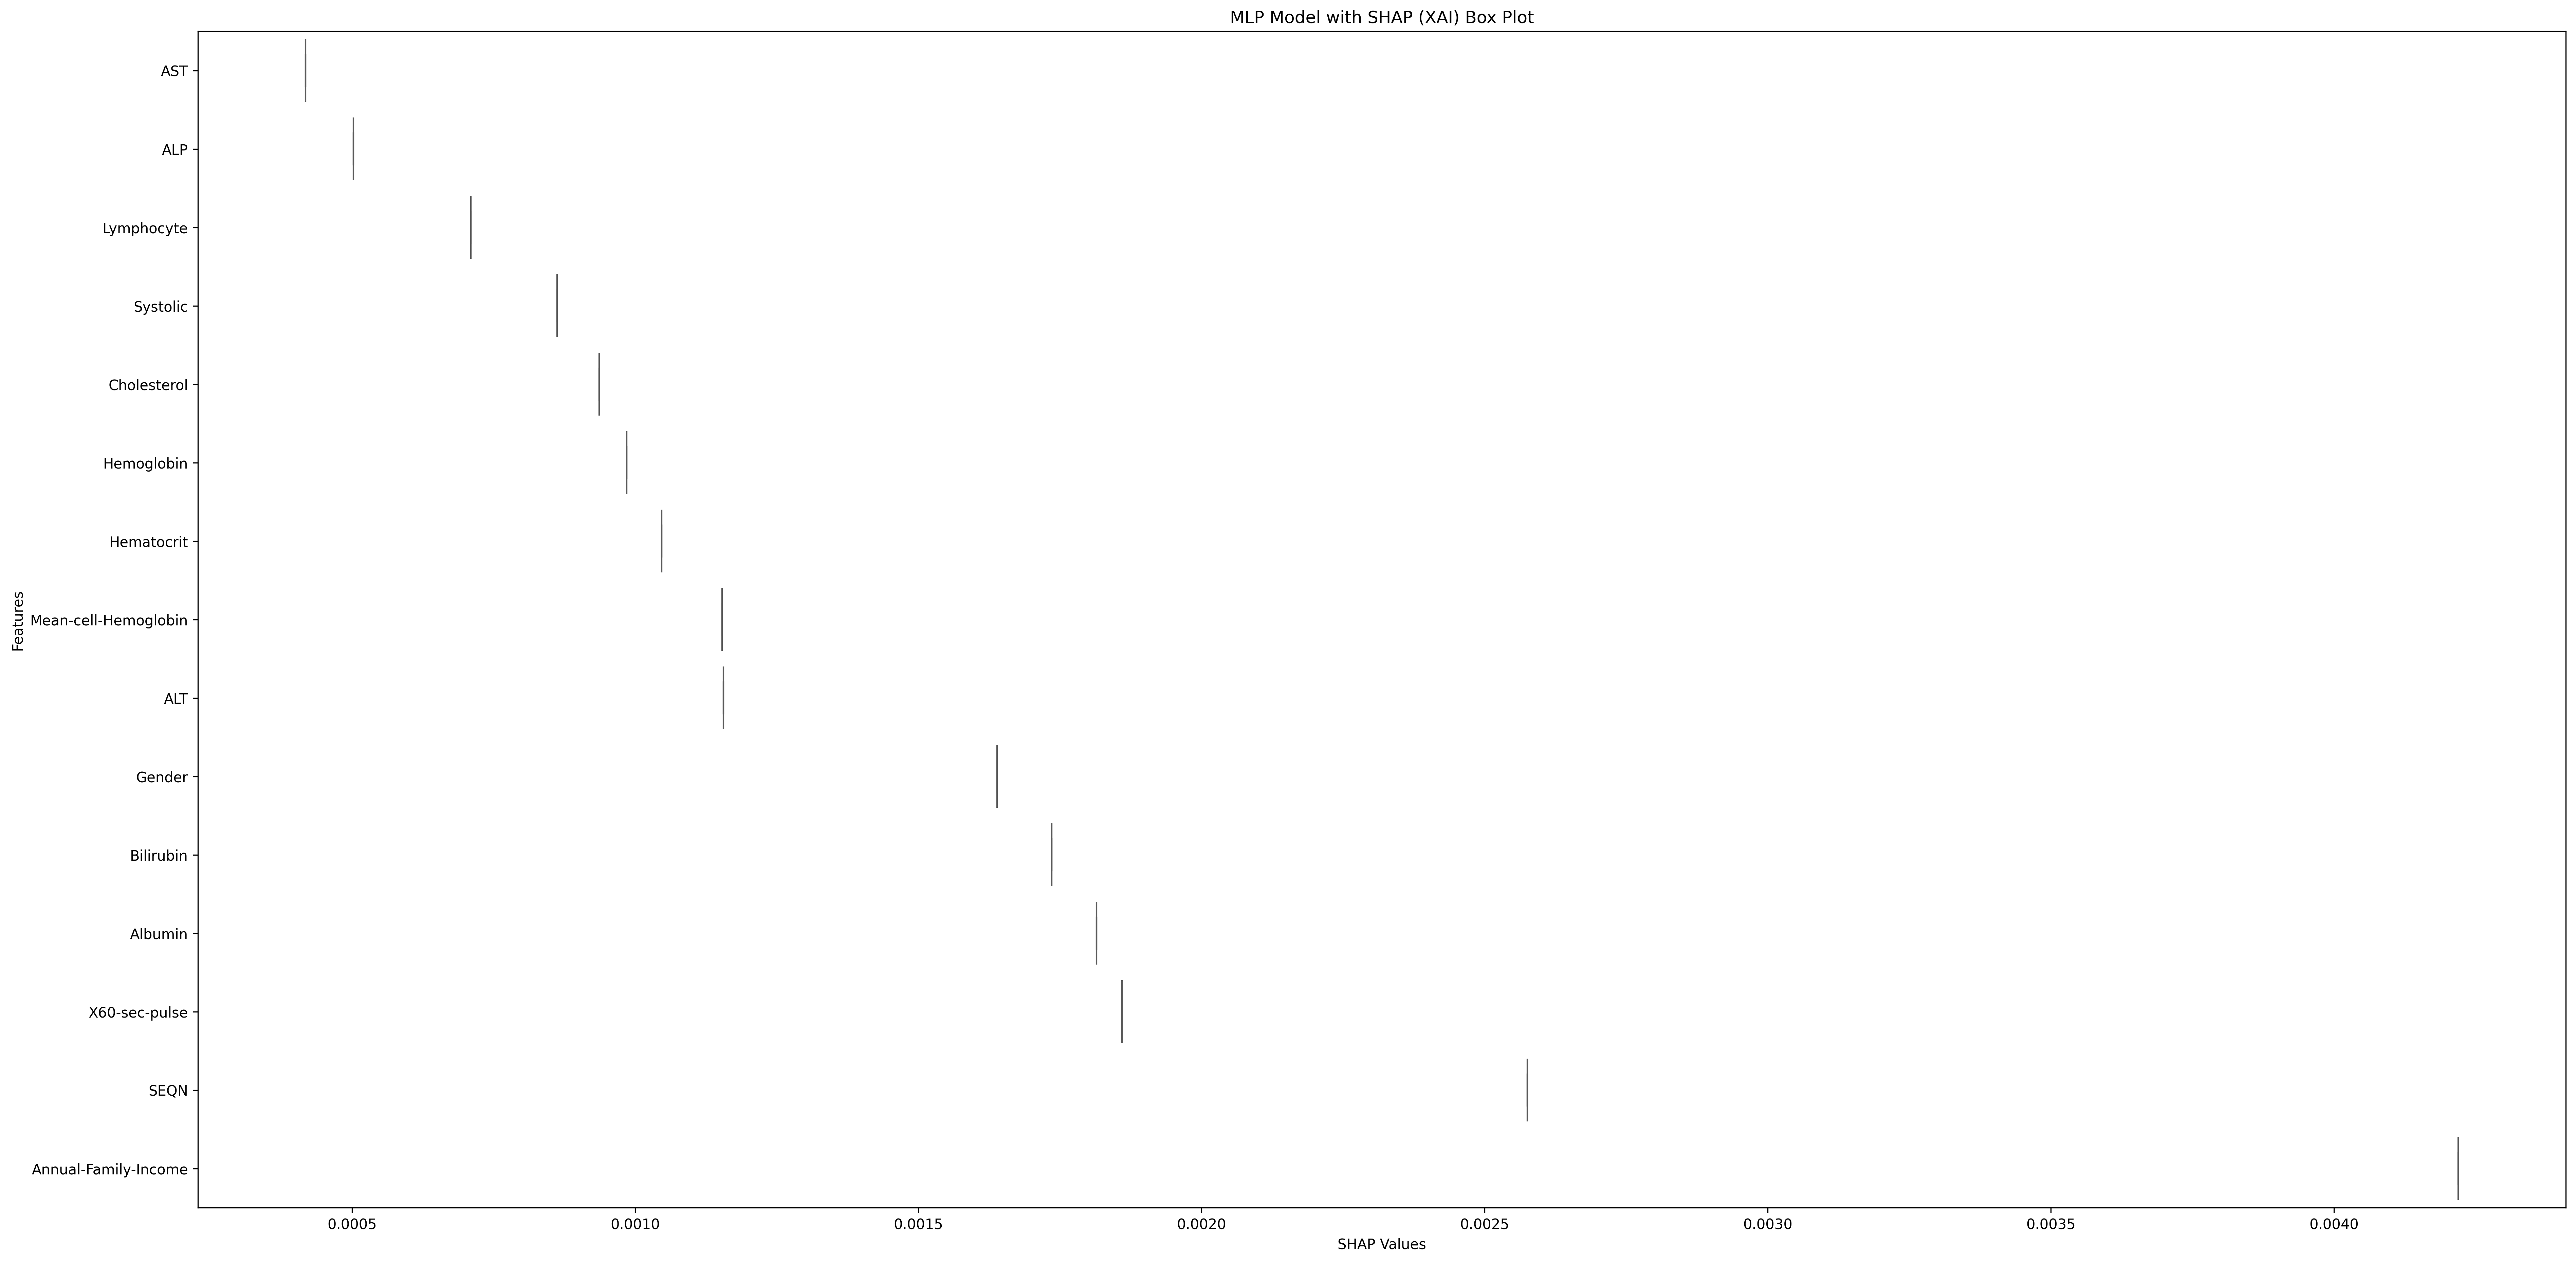 MLP Model with SHAP (XAI) Box Plot
Features
AST
ALP
Lymphocyte
Systolic
Cholesterol
Hemoglobin
Hematocrit
Mean-cell-Hemoglobin
ALT
Gender
Bilirubin
Albumin
X60-sec-pulse
SEQN
Annual-Family-Income
0.0005 0.0010 0.0015 0.0020 0.0025 0.0030 0.0035 0.0040
SHAP Values